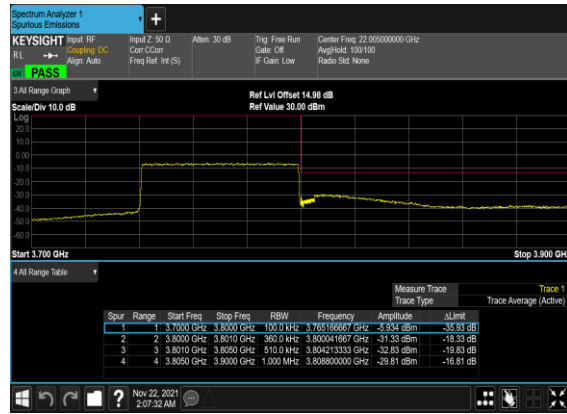 Spectrum Analyzer 1
Spurious Emissions
KEYSIGHT Input: RF Input Z: 50 Ω Atten: 30 dB Trig: Free Run Center Freq: 22.005000000 GHz
Coupling: DC Corr CCorr Gate: Off Avg|Hold: 100/100
RL Align: Auto Freq Ref: Int (S) IF Gain: Low Radio Std: None
PASS
3 All Range Graph
Ref Lvl Offset 14.98 dB
Scale/Div 10.0 dB Ref Value 30.00 dBm
Log
20.0
10.0
0.00
-10.0
-20.0
-30.0
-40.0
-50.0
-60.0
Start 3.700 GHz Stop 3.900 GHz
4 All Range Table
Measure Trace Trace 1
Trace Type Trace Average (Active)
Spur Range Start Freq Stop Freq RBW Frequency Amplitude ΔLimit
1 1 3.7000 GHz 3.8000 GHz 100.0 kHz 3.765166667 GHz -5.934 dBm -35.93 dB
2 2 3.8000 GHz 3.8010 GHz 360.0 kHz 3.800041667 GHz -31.33 dBm -18.33 dB
3 3 3.8010 GHz 3.8050 GHz 510.0 kHz 3.804213333 GHz -32.83 dBm -19.83 dB
4 4 3.8050 GHz 3.9000 GHz 1.000 MHz 3.808800000 GHz -29.81 dBm -16.81 dB
Nov 22, 2021
2:07:32 AM